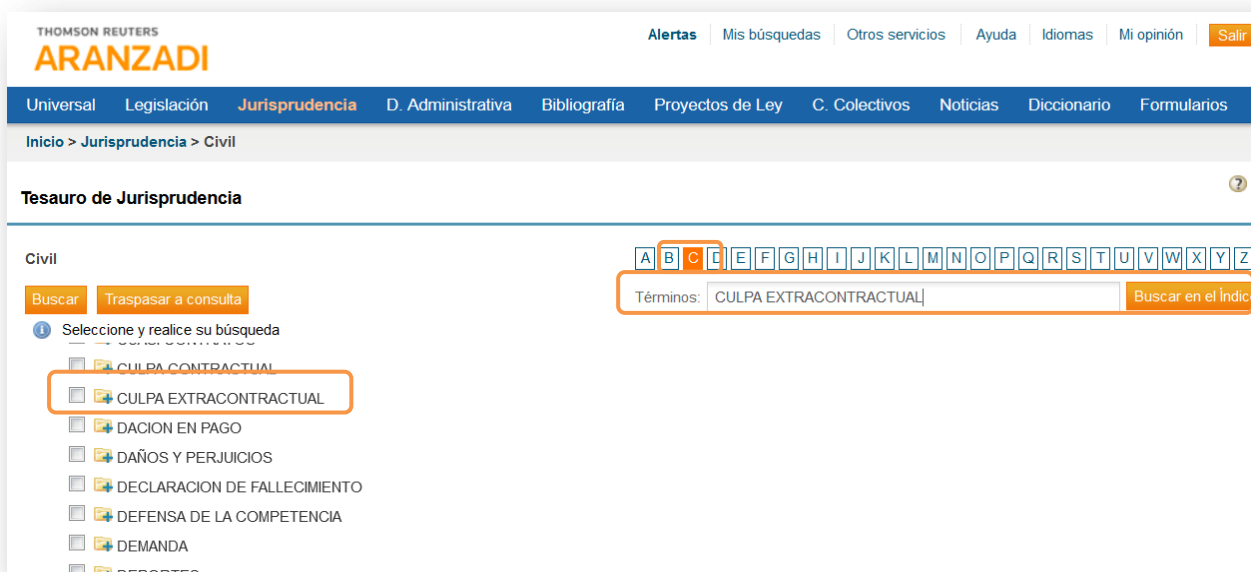 THOMSON REUTERS
ARANZADI
Alertas Mis búsquedas Otros servicios Ayuda Idiomas Mi opinión Salir
Universal Legislación Jurisprudencia D. Administrativa Bibliografía Proyectos de Ley C. Colectivos Noticias Diccionario Formularios
Inicio > Jurisprudencia > Civil
?
Tesauro de Jurisprudencia
Civil
A B C D E F G H I J K L M N O P Q R S T U V W X Y Z
Buscar Traspasar a consulta
Términos: CULPA EXTRACONTRACTUAL Buscar en el Índice
Seleccione y realice su búsqueda
CULPA CONTRACTUAL
CULPA EXTRACONTRACTUAL
DACION EN PAGO
DAÑOS Y PERJUICIOS
DECLARACION DE FALLECIMIENTO
DEFENSA DE LA COMPETENCIA
DEMANDA